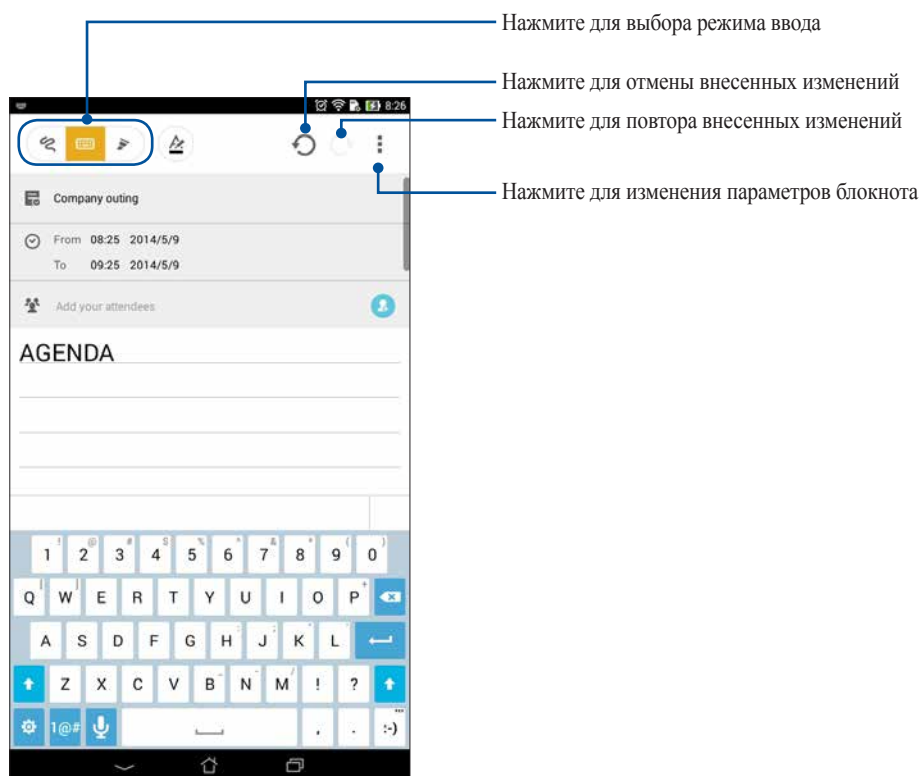 Нажмите для выбора режима ввода
Нажмите для отмены внесенных изменений
8:26
Нажмите для повтора внесенных изменений
Нажмите для изменения параметров блокнота
Company outing
From 08:25 2014/5/9
To 09:25 2014/5/9
Add your attendees
AGENDA
1 ! 2 @ 3 # 4 $ 5 % 6 ^ 7 & 8 * 9 ( 0 )
Q [ W ] E R T Y U I O P +
A S D F G H : J ; K " L '
Z X C V B - N _ M / ! ?
1@# , . :-)